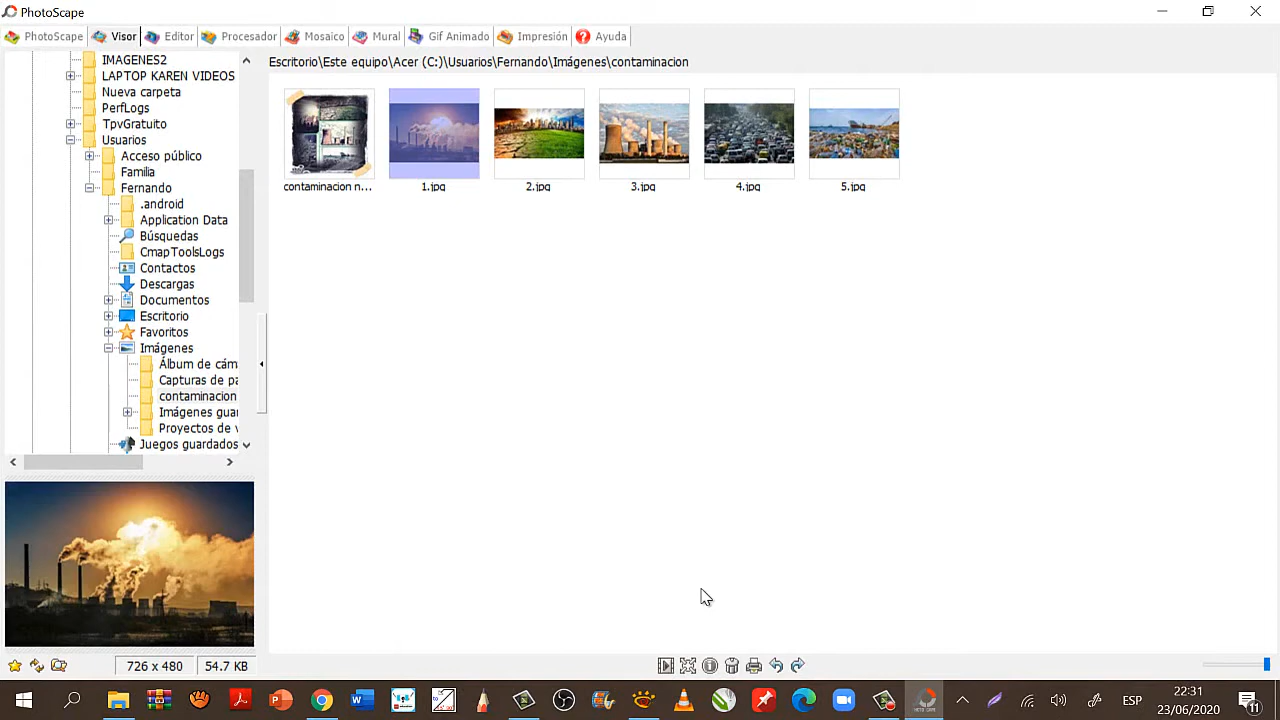 PhotoScape
PhotoScape Visor Editor Procesador Mosaico Mural Gif Animado Impresión Ayuda
Escritorio\Este equipo\Acer (C:)\Usuarios\Fernando\Imágenes\contaminacion
IMAGENES2
LAPTOP KAREN VIDEOS
Nueva carpeta
PerfLogs
TpvGratuito
Usuarios
Acceso público
Familia
Fernando
.android
Application Data
Búsquedas
CmapToolsLogs
Contactos
Descargas
Documentos
Escritorio
Favoritos
Imágenes
Álbum de cám
Capturas de pa
contaminacion
Imágenes guar
Proyectos de v
Juegos guardados
contaminacion n... 1.jpg 2.jpg 3.jpg 4.jpg 5.jpg
726 x 480 54.7 KB
ESP
22:31
23/06/2020
11